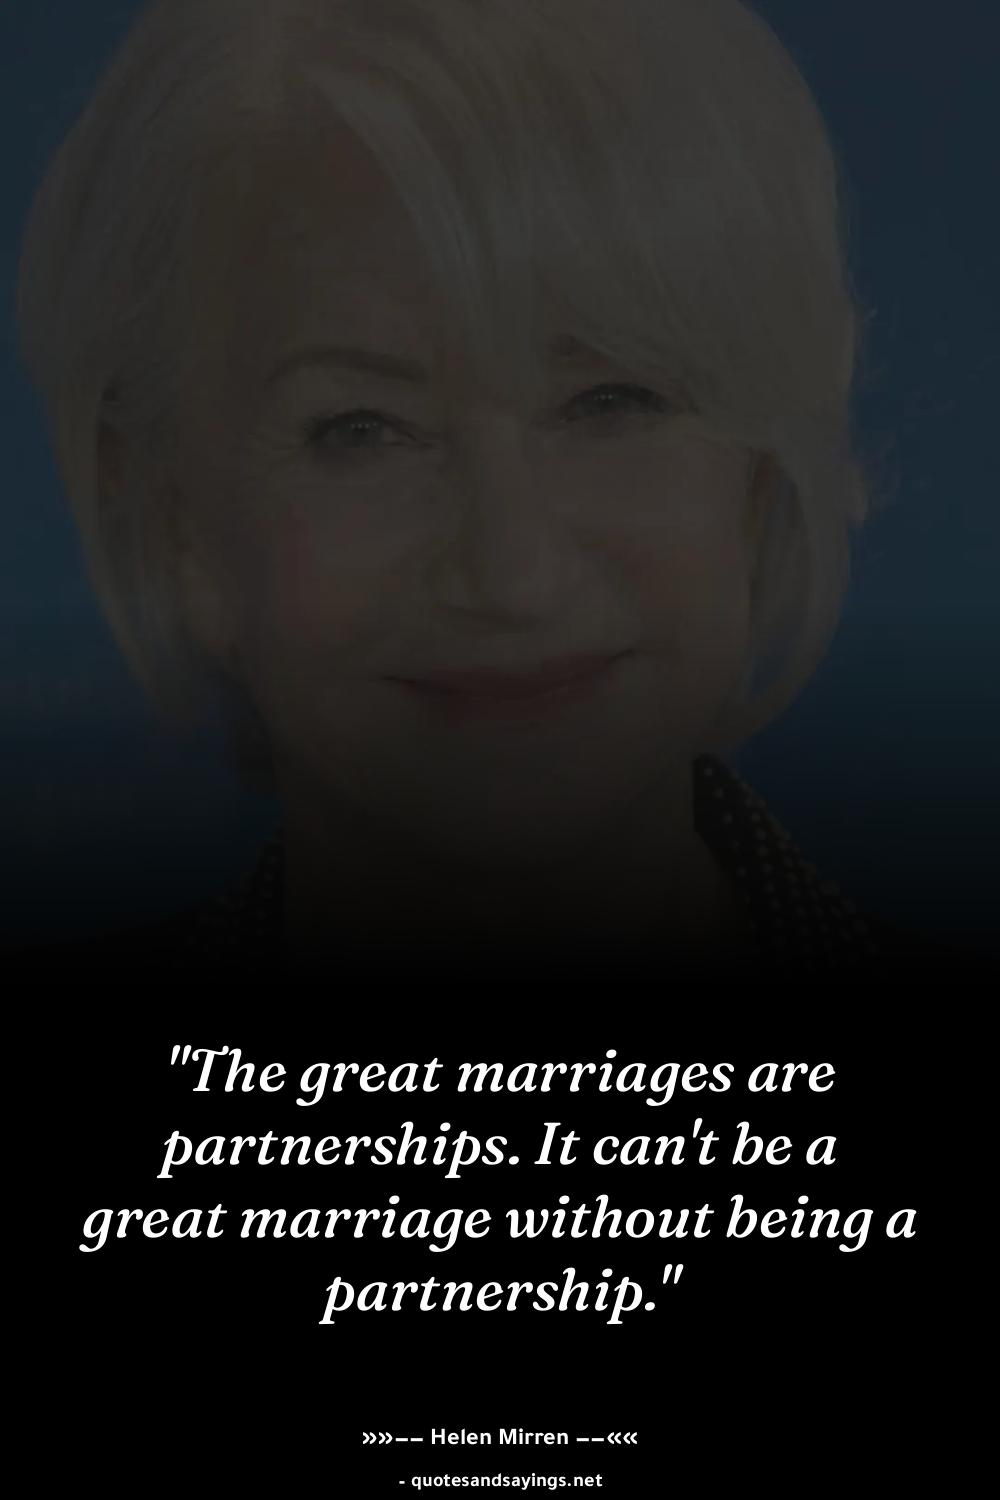 "The great marriages are
partnerships. It can't be a
great marriage without being a
partnership."
»»−− Helen Mirren −−««
- quotesandsayings.net